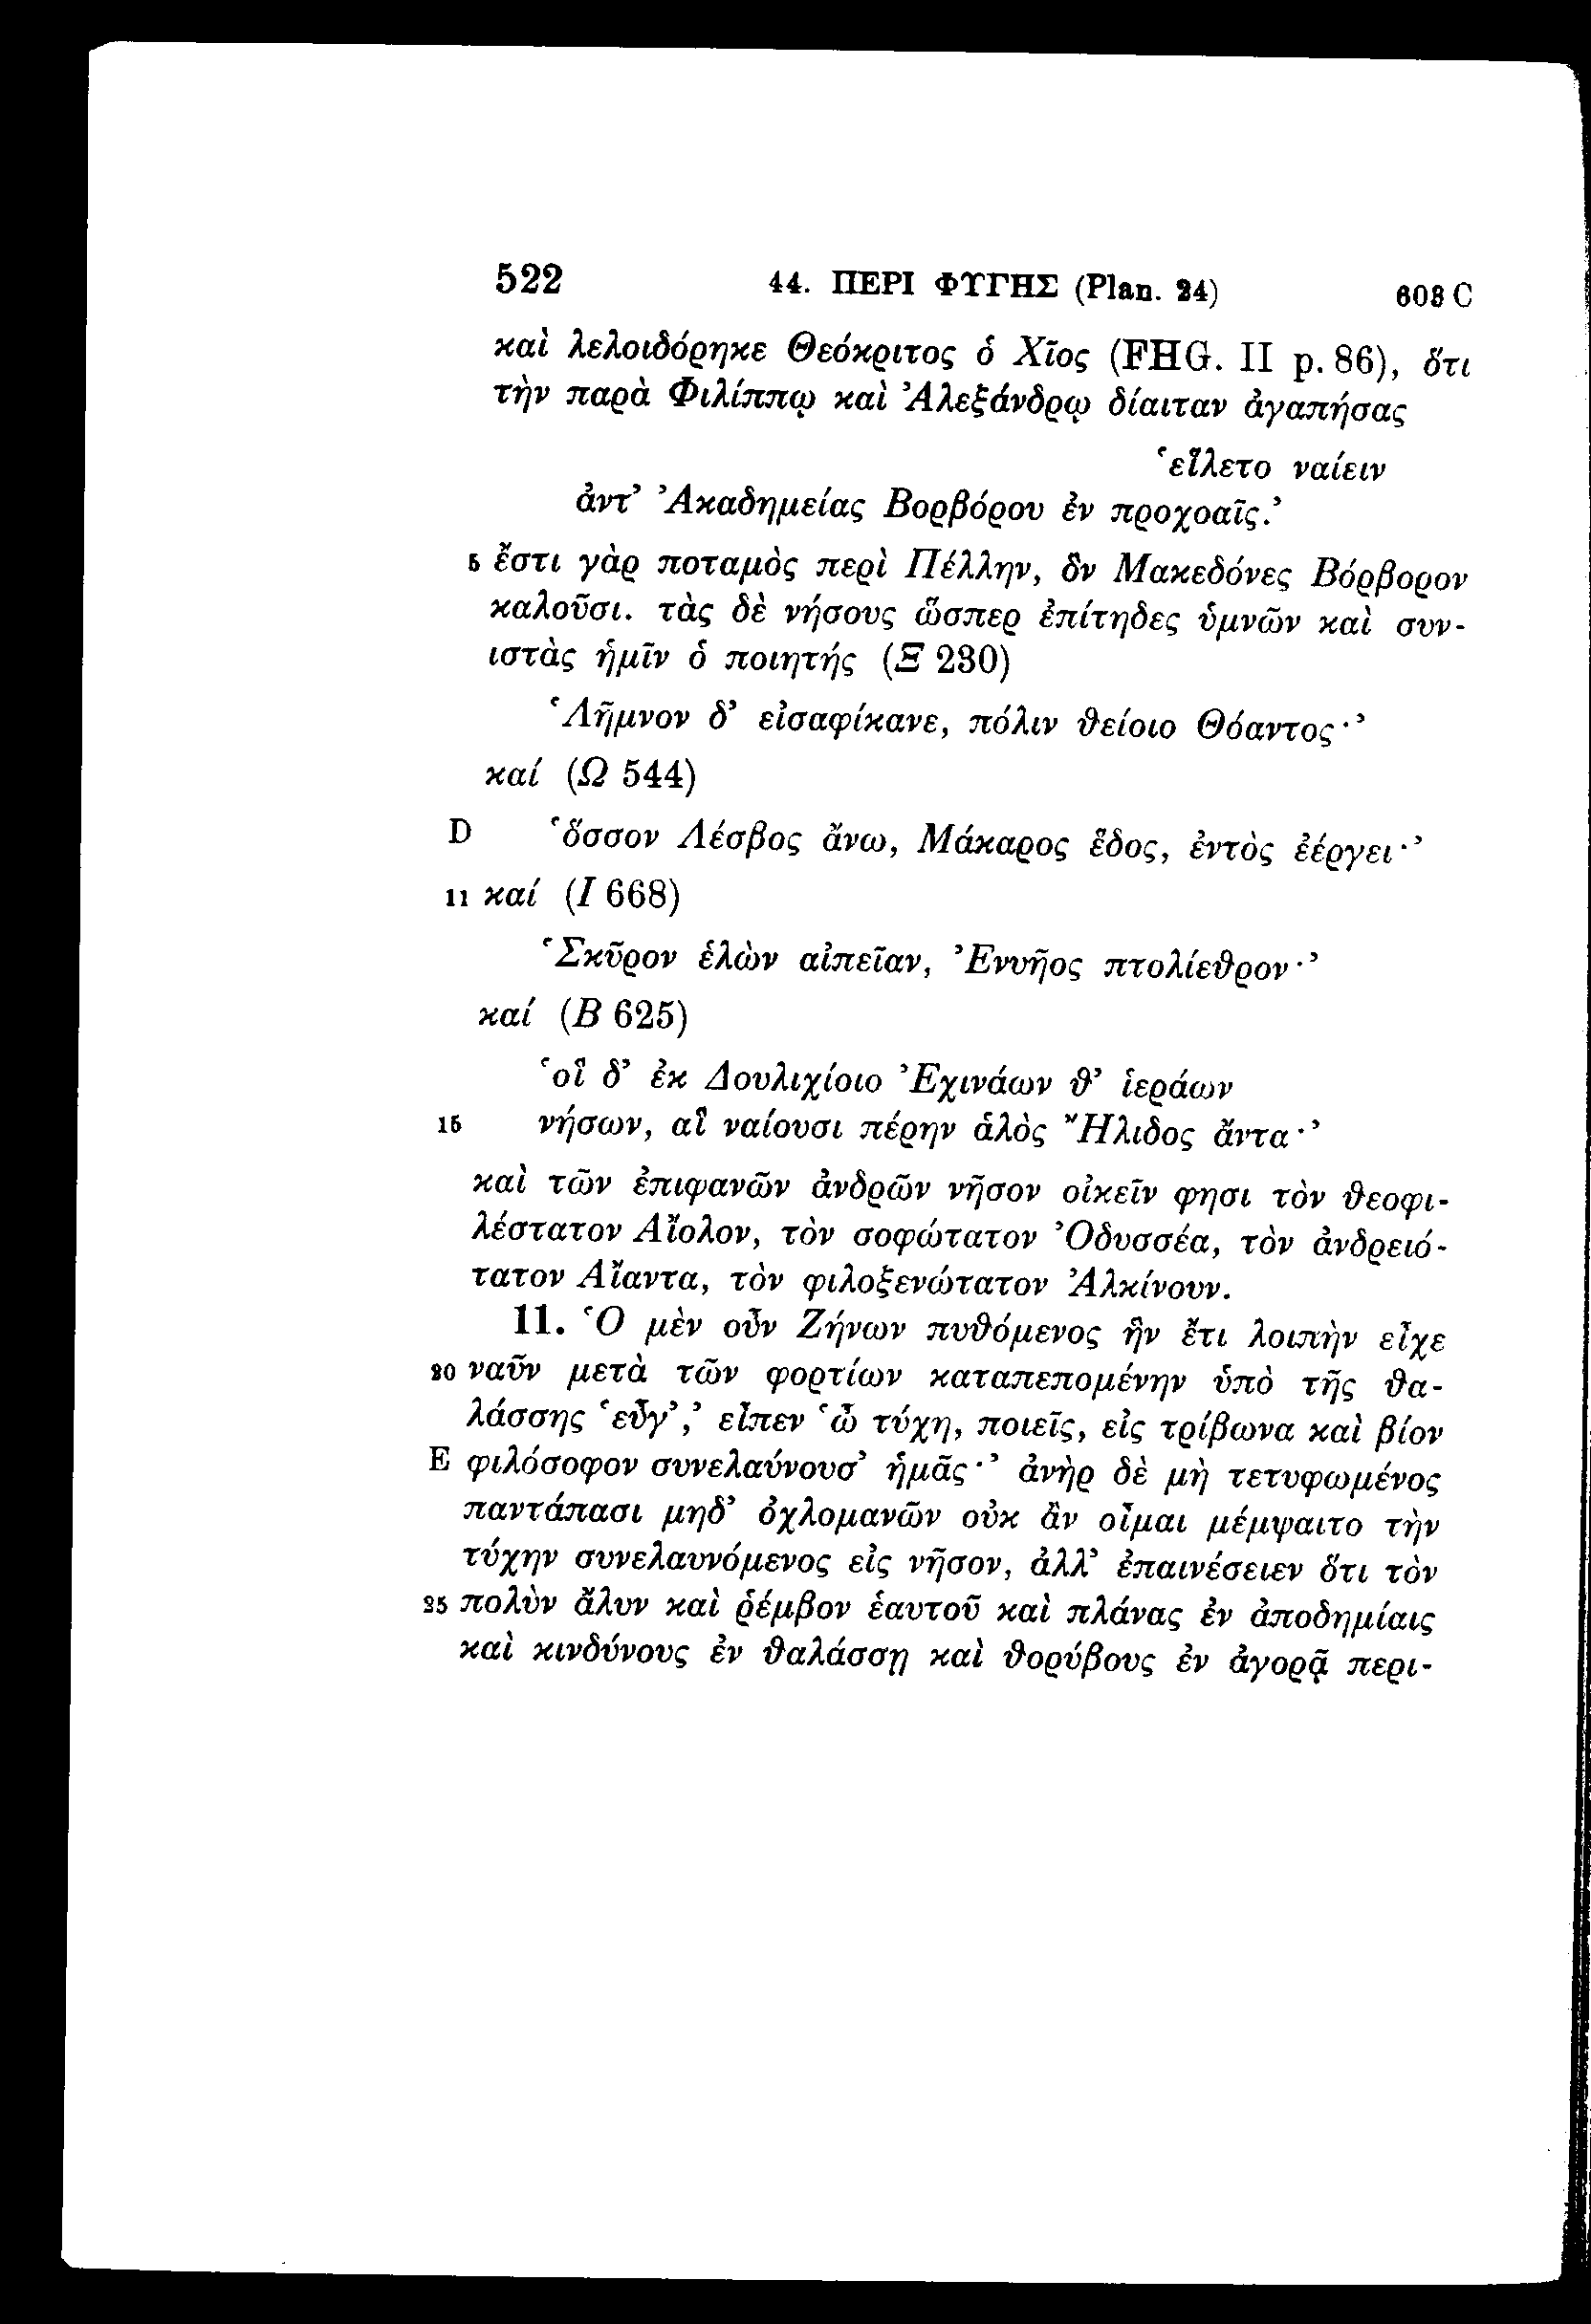 522 44. ΠΕΡΙ ΦΥΓΗΣ (Plan. 24) 603 C
καὶ λελοιδόρηκε Θεόκριτος ὁ Χῖος (FHG. II p. 86), ὅτι
τὴν παρὰ Φιλίππῳ καὶ Ἀλεξάνδρῳ δίαιταν ἀγαπήσας
‘εἵλετο ναίειν
ἀντ’ Ἀκαδημείας Βορβόρου ἐν προχοαῖς.’
5 ἔστι γὰρ ποταμὸς περὶ Πέλλην, ὃν Μακεδόνες Βόρβορον
καλοῦσι. τὰς δὲ νήσους ὥσπερ ἐπίτηδες ὑμνῶν καὶ συν-
ιστὰς ἡμῖν ὁ ποιητής (Ξ 230)
‘Λῆμνον δ’ εἰσαφίκανε, πόλιν θείοιο Θόαντος·’
καί (Ω 544)
D ‘ὅσσον Λέσβος ἄνω, Μάκαρος ἕδος, ἐντὸς ἐέργει·’
11 καί (I 668)
‘Σκῦρον ἑλὼν αἰπεῖαν, Ἐνυῆος πτολίεθρον·’
καί (B 625)
‘οἳ δ’ ἐκ Δουλιχίοιο Ἐχινάων θ’ ἱεράων
15 νήσων, αἳ ναίουσι πέρην ἁλὸς Ἤλιδος ἄντα·’
καὶ τῶν ἐπιφανῶν ἀνδρῶν νῆσον οἰκεῖν φησι τὸν θεοφι-
λέστατον Αἴολον, τὸν σοφώτατον Ὀδυσσέα, τὸν ἀνδρειό-
τατον Αἴαντα, τὸν φιλοξενώτατον Ἀλκίνουν.
11. Ὁ μὲν οὖν Ζήνων πυθόμενος ἣν ἔτι λοιπὴν εἶχε
20 ναῦν μετὰ τῶν φορτίων καταπεπομένην ὑπὸ τῆς θα-
λάσσης ‘εὖγ’,’ εἶπεν ‘ὦ τύχη, ποιεῖς, εἰς τρίβωνα καὶ βίον
E φιλόσοφον συνελαύνουσ’ ἡμᾶς·’ ἀνὴρ δὲ μὴ τετυφωμένος
παντάπασι μηδ’ ὀχλομανῶν οὐκ ἂν οἶμαι μέμψαιτο τὴν
τύχην συνελαυνόμενος εἰς νῆσον, ἀλλ’ ἐπαινέσειεν ὅτι τὸν
25 πολὺν ἄλυν καὶ ῥέμβον ἑαυτοῦ καὶ πλάνας ἐν ἀποδημίαις
καὶ κινδύνους ἐν θαλάσσῃ καὶ θορύβους ἐν ἀγορᾷ περι-